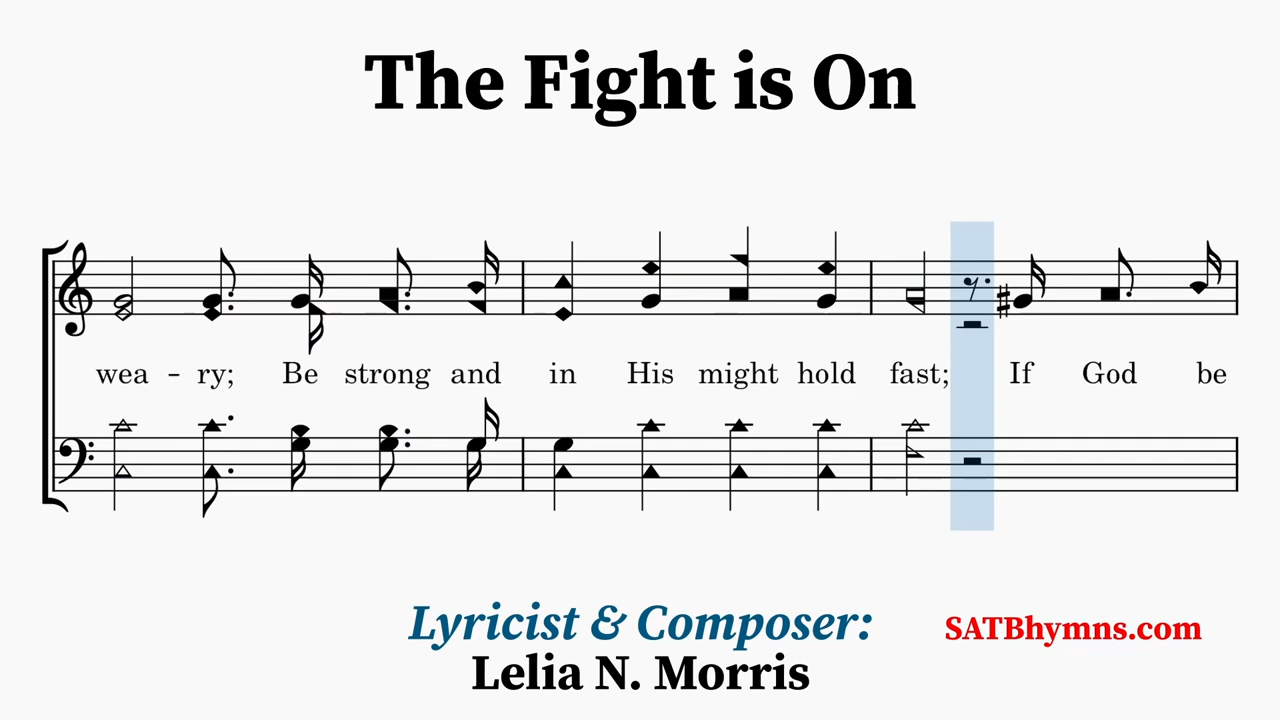 The Fight is On
wea - ry; Be strong and in His might hold fast; If God be
Lyricist & Composer:
SATBhymns.com
Lelia N. Morris